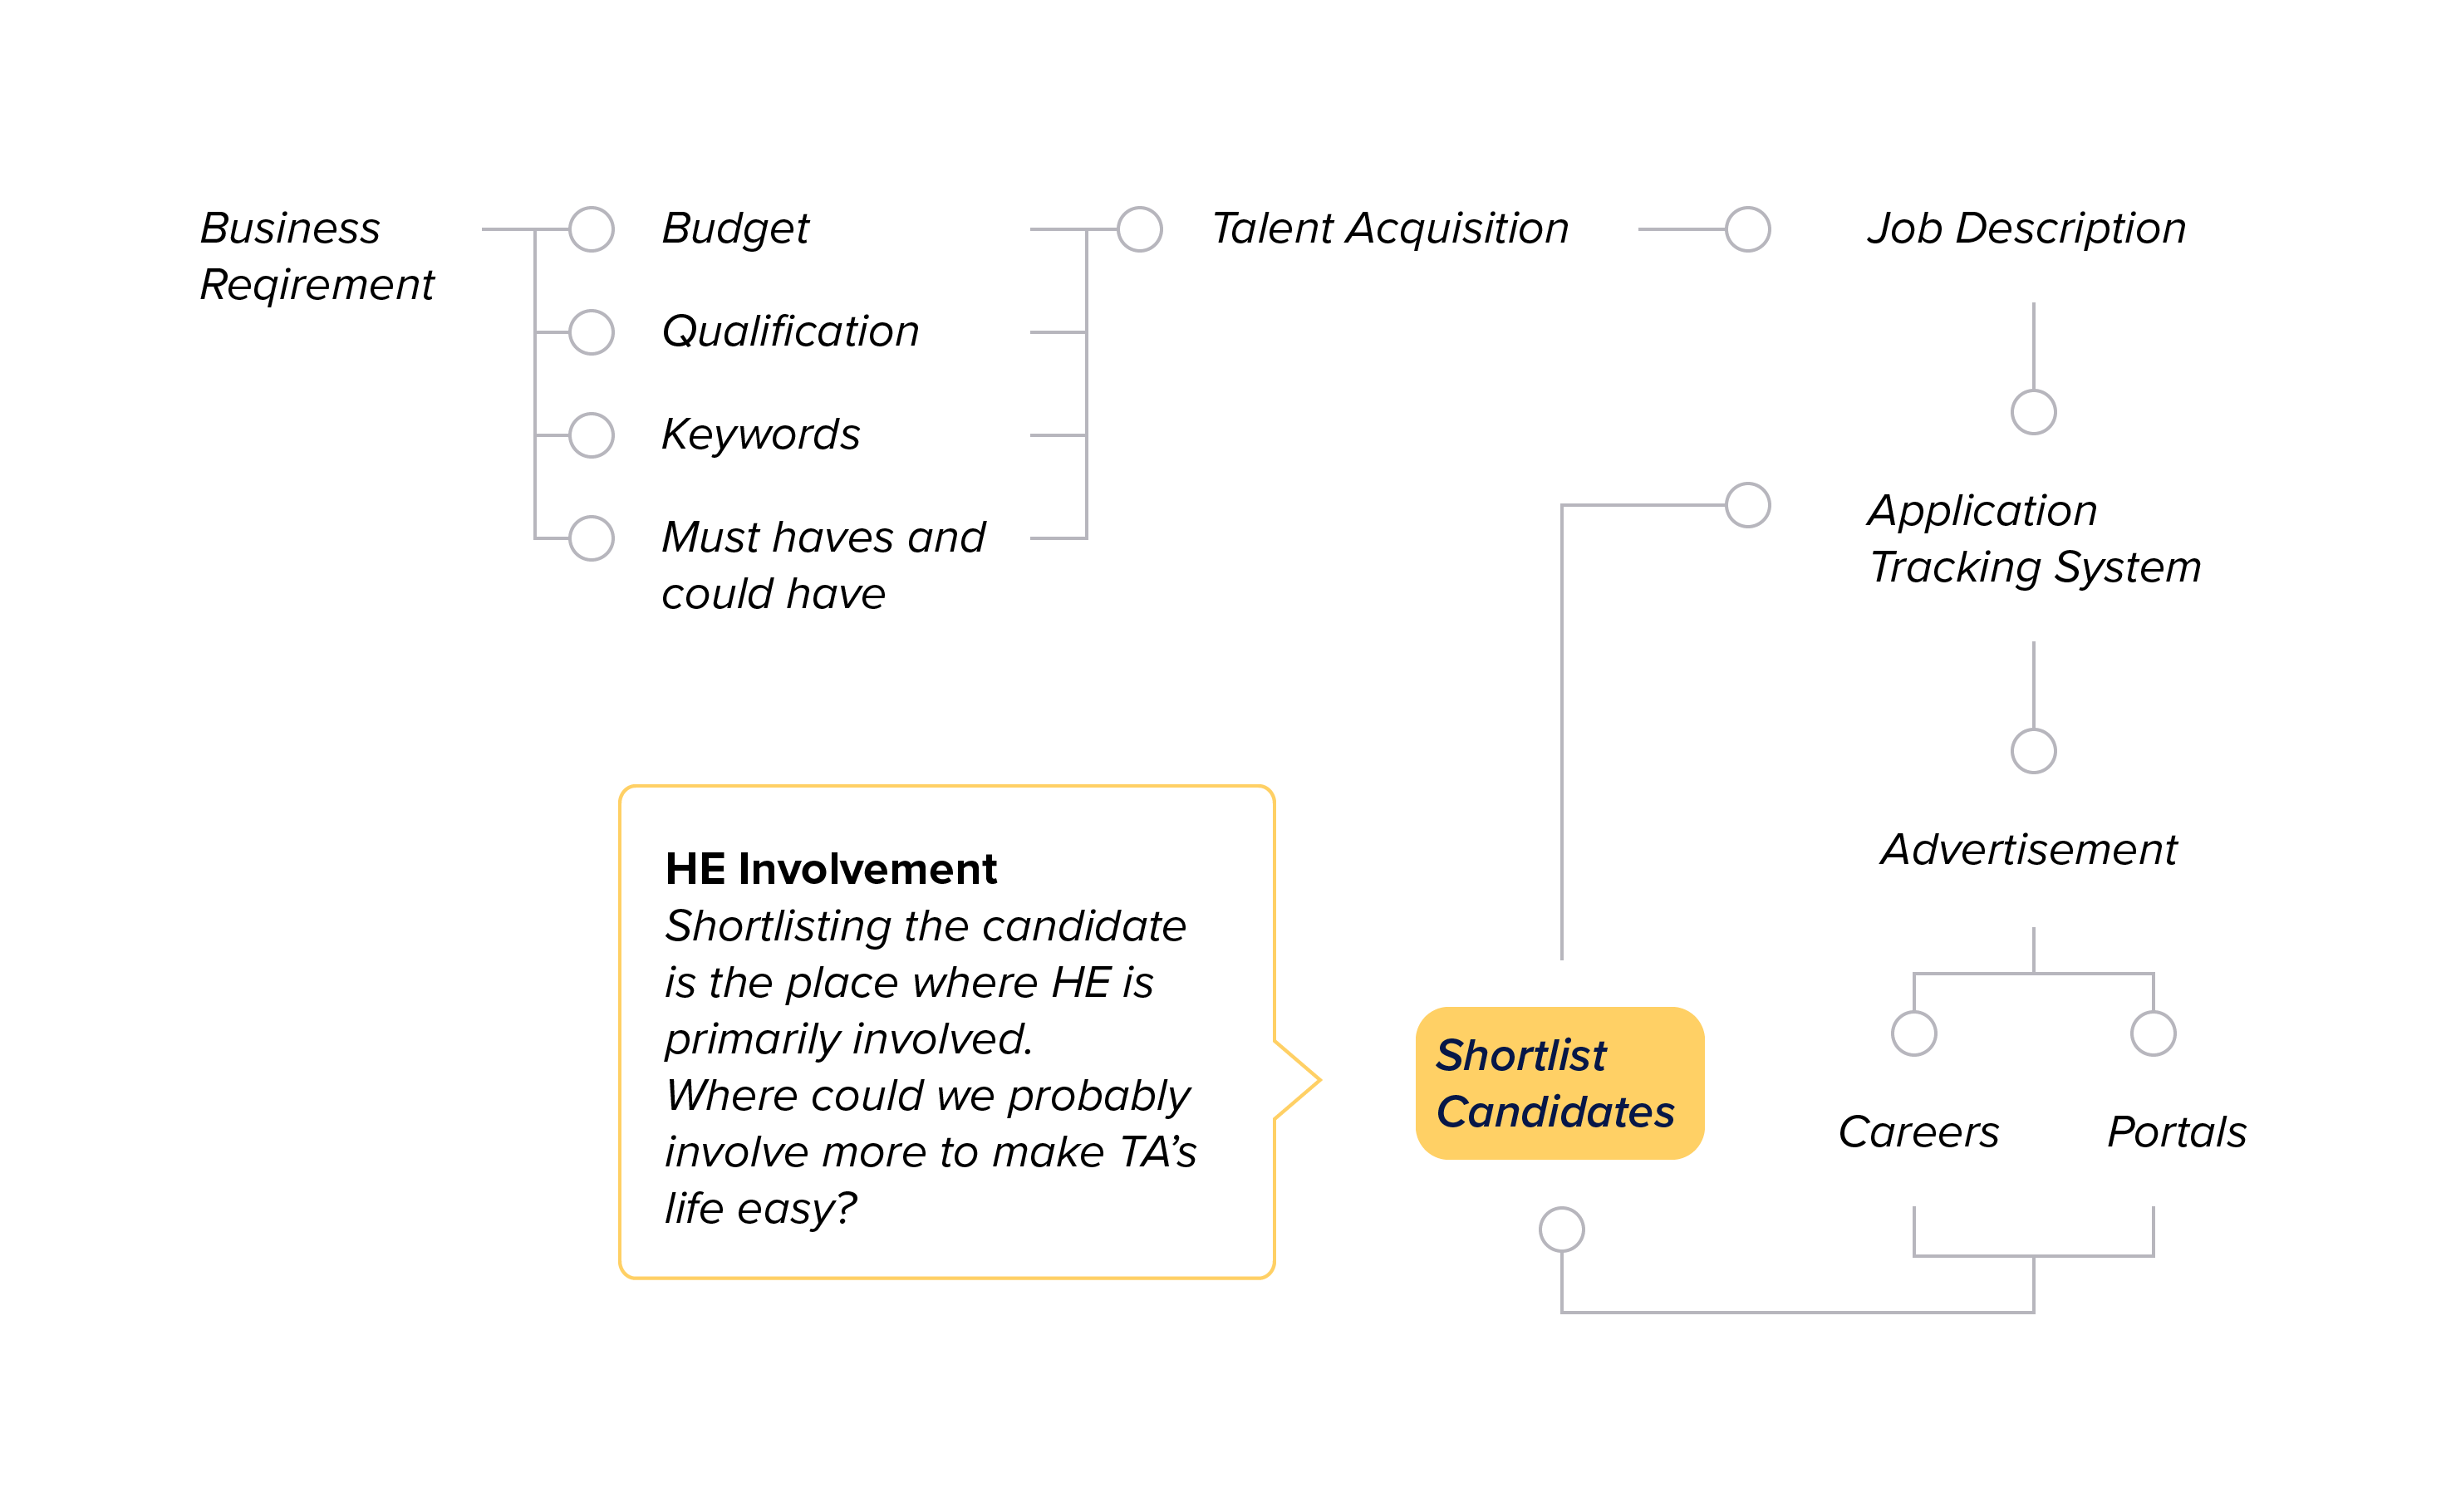 Business
Reqirement
Budget
Qualification
Keywords
Must haves and
could have
Talent Acquisition
Job Description
Application
Tracking System
Advertisement
Careers
Portals
Shortlist
Candidates
HE Involvement
Shortlisting the candidate
is the place where HE is
primarily involved.
Where could we probably
involve more to make TA’s
life easy?